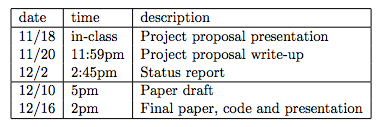 date time description
11/18 in-class Project proposal presentation
11/20 11:59pm Project proposal write-up
12/2 2:45pm Status report
12/10 5pm Paper draft
12/16 2pm Final paper, code and presentation